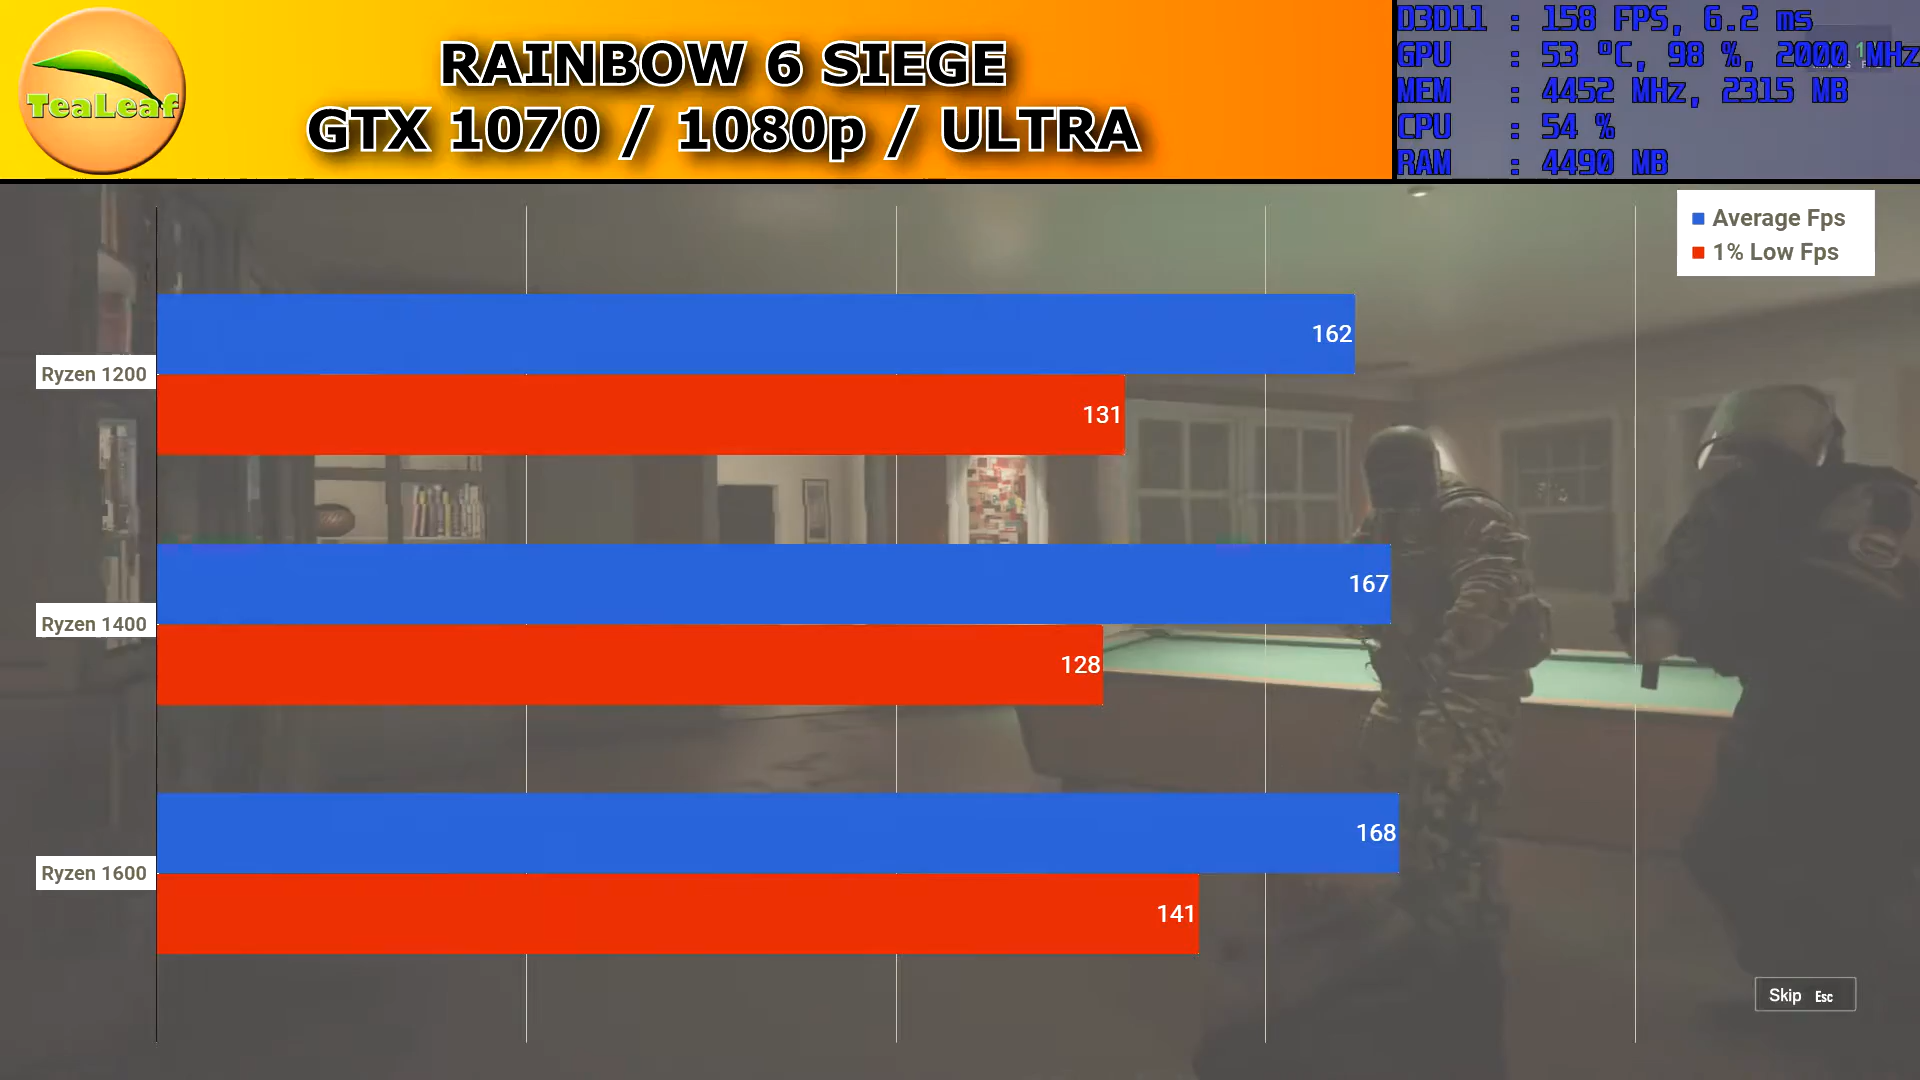 TeaLeaf
RAINBOW 6 SIEGE
GTX 1070 / 1080p / ULTRA
D3D11 : 158 FPS, 6.2 ms
GPU : 53 °C, 98 %, 2000 MHz
MEM : 4452 MHz, 2315 MB
CPU : 54 %
RAM : 4490 MB
Average Fps
1% Low Fps
162
Ryzen 1200
131
167
Ryzen 1400
128
168
Ryzen 1600
141
Skip Esc